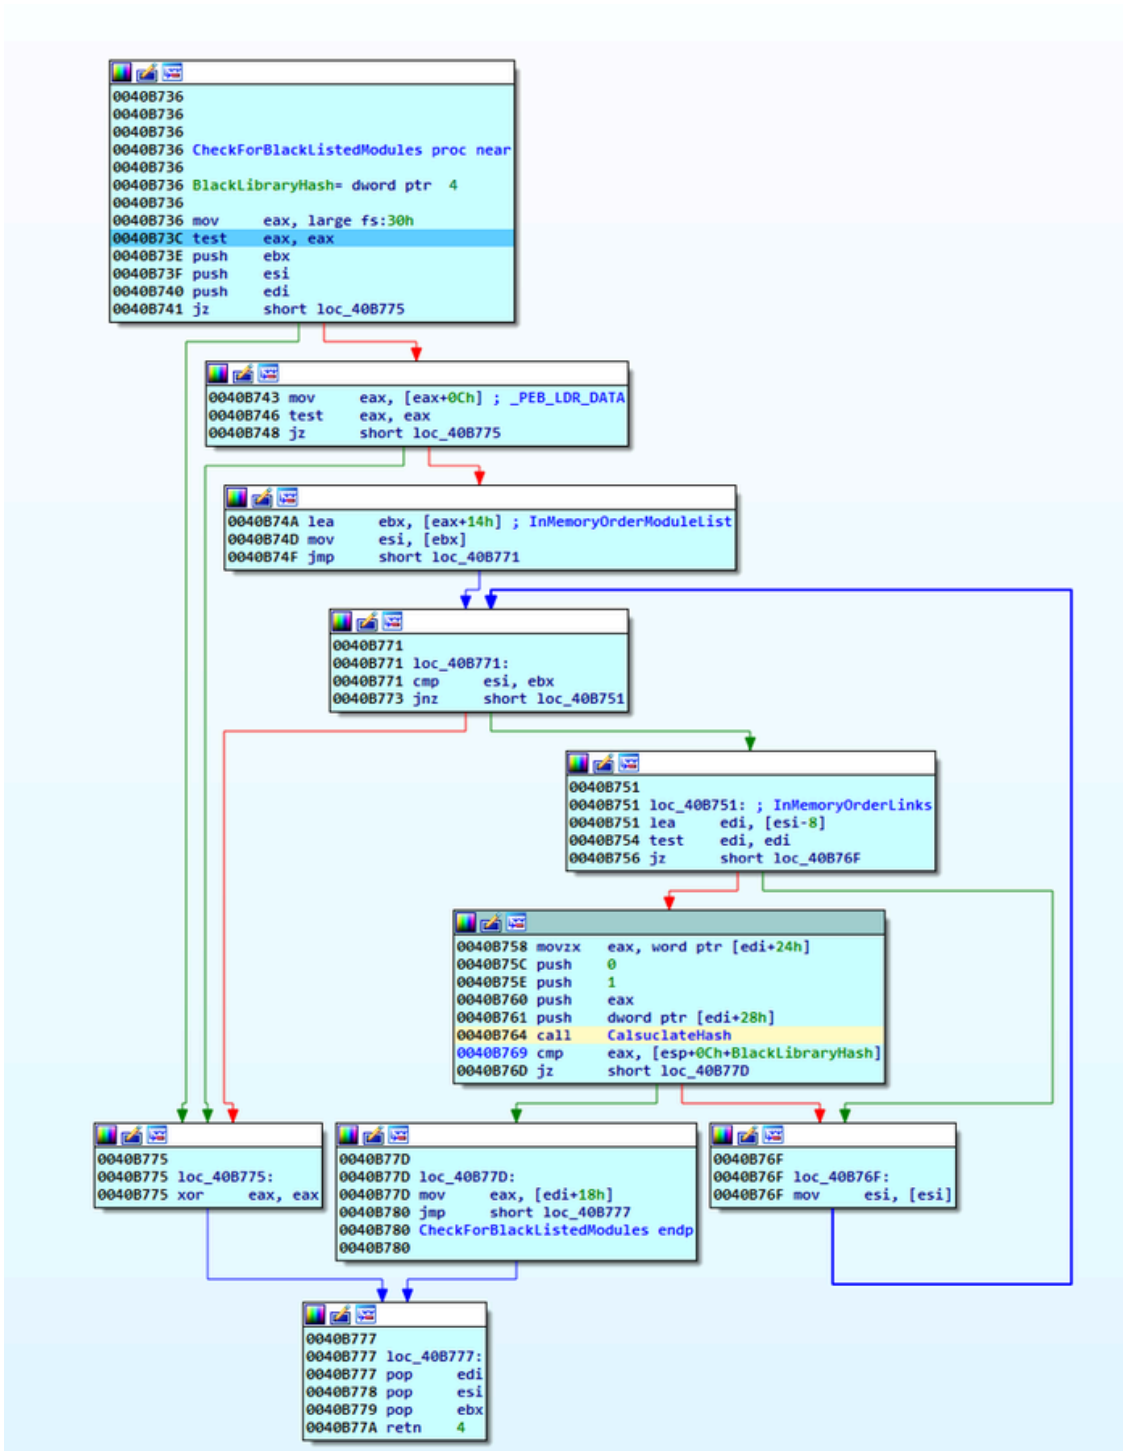 0040B736
0040B736
0040B736
0040B736 CheckForBlackListedModules proc near
0040B736
0040B736 BlackLibraryHash= dword ptr  4
0040B736
0040B736 mov     eax, large fs:30h
0040B73C test    eax, eax
0040B73E push    ebx
0040B73F push    esi
0040B740 push    edi
0040B741 jz      short loc_40B775
0040B743 mov     eax, [eax+0Ch] ; _PEB_LDR_DATA
0040B746 test    eax, eax
0040B748 jz      short loc_40B775
0040B74A lea     ebx, [eax+14h] ; InMemoryOrderModuleList
0040B74D mov     esi, [ebx]
0040B74F jmp     short loc_40B771
0040B771
0040B771 loc_40B771:
0040B771 cmp     esi, ebx
0040B773 jnz     short loc_40B751
0040B751
0040B751 loc_40B751: ; InMemoryOrderLinks
0040B751 lea     edi, [esi-8]
0040B754 test    edi, edi
0040B756 jz      short loc_40B76F
0040B758 movzx   eax, word ptr [edi+24h]
0040B75C push    0
0040B75E push    1
0040B760 push    eax
0040B761 push    dword ptr [edi+28h]
0040B764 call    CalsuclateHash
0040B769 cmp     eax, [esp+0Ch+BlackLibraryHash]
0040B76D jz      short loc_40B77D
0040B775
0040B775 loc_40B775:
0040B775 xor     eax, eax
0040B77D
0040B77D loc_40B77D:
0040B77D mov     eax, [edi+18h]
0040B780 jmp     short loc_40B777
0040B780 CheckForBlackListedModules endp
0040B780
0040B76F
0040B76F loc_40B76F:
0040B76F mov     esi, [esi]
0040B777
0040B777 loc_40B777:
0040B777 pop     edi
0040B778 pop     esi
0040B779 pop     ebx
0040B77A retn    4